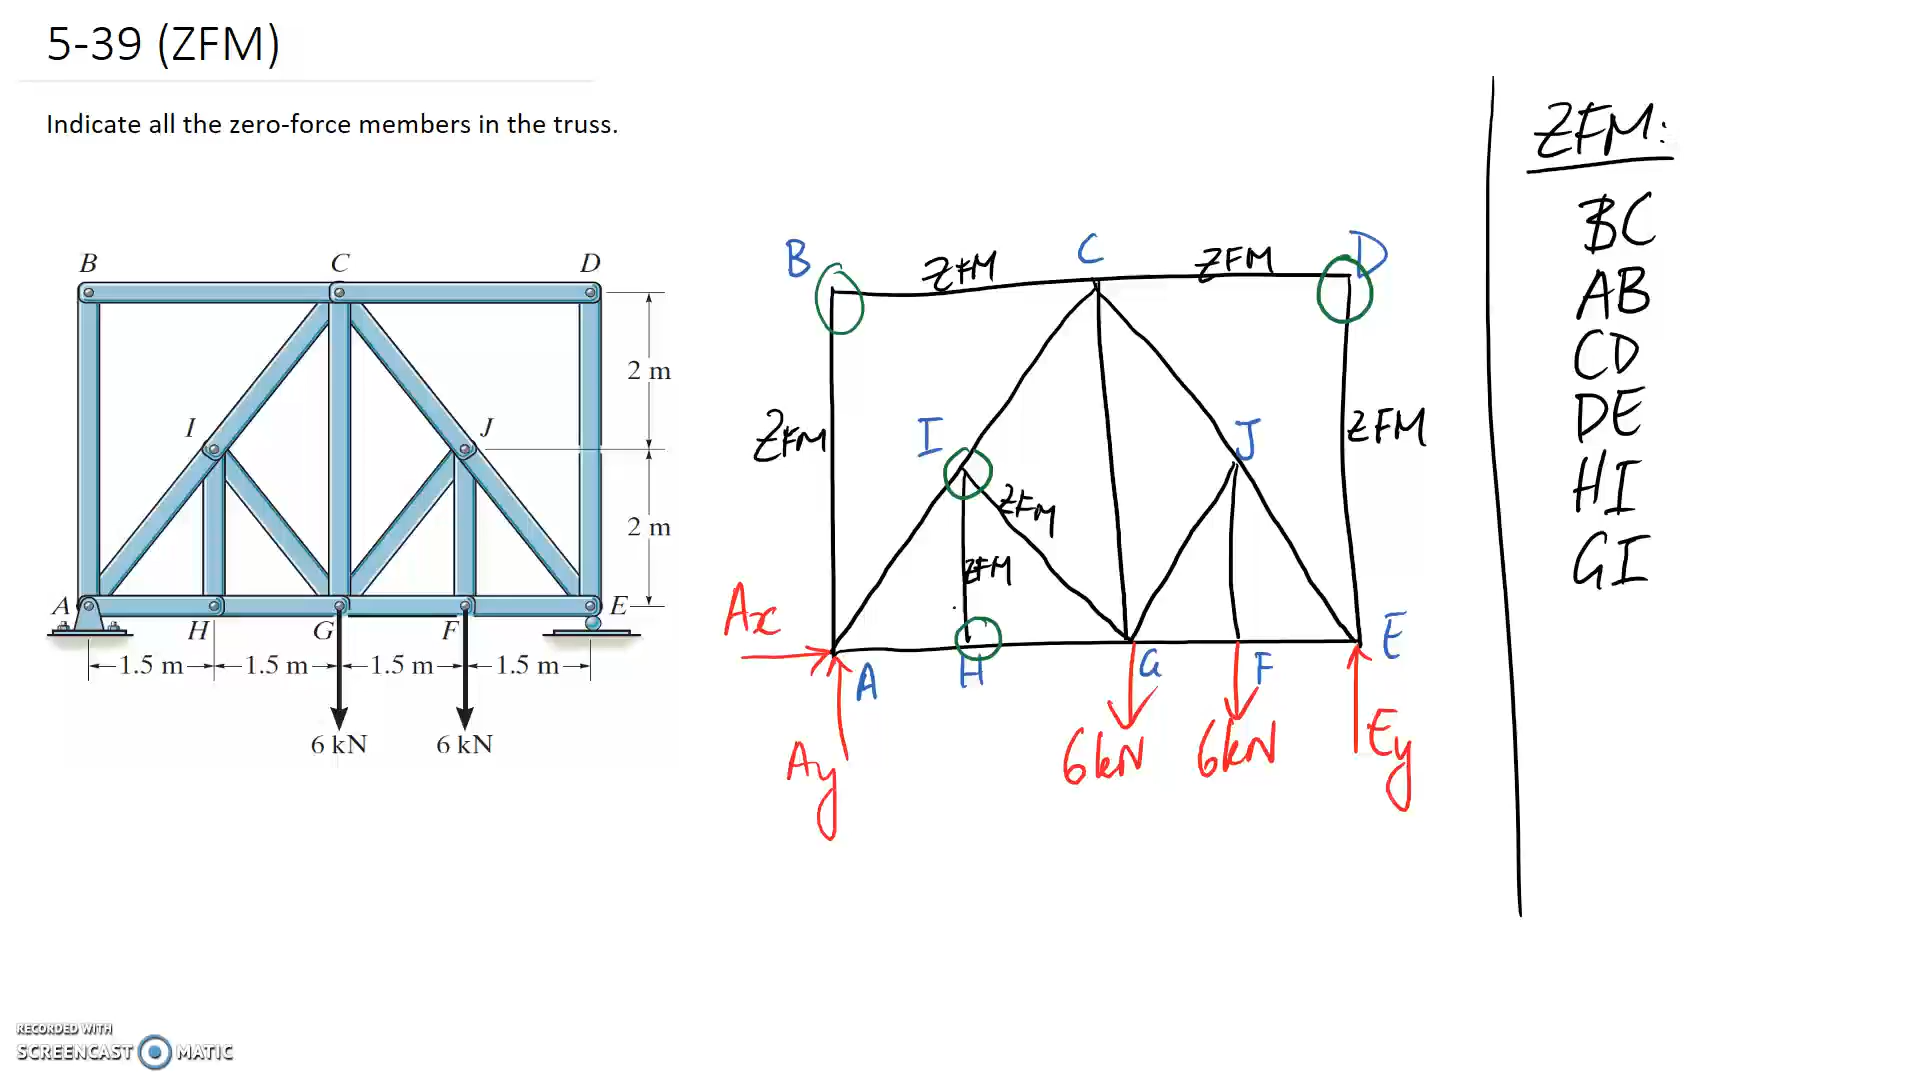 5-39 (ZFM)
Indicate all the zero-force members in the truss.
B C D
I J
2 m
2 m
A H G F E
1.5 m 1.5 m 1.5 m 1.5 m
6 kN 6 kN
B ZFM C ZFM D
ZFM I J ZFM
ZFM
ZFM
Ax
A H G F E
Ay 6kN 6kN Ey
ZFM:
BC
AB
CD
DE
HI
GI
RECORDED WITH
SCREENCAST MATIC